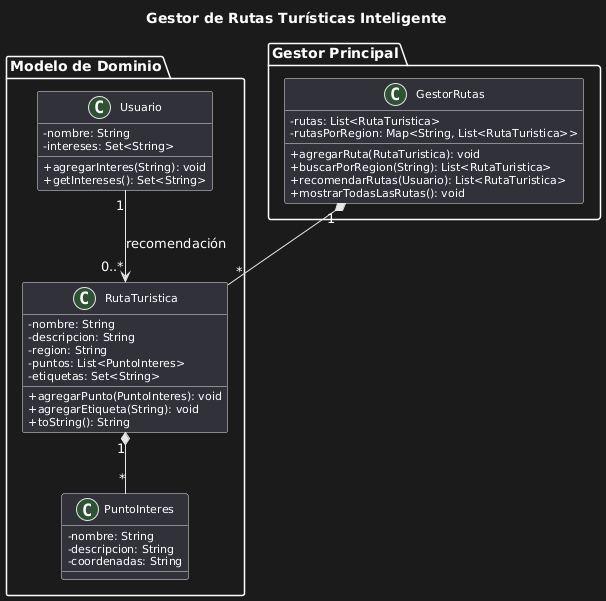 Gestor de Rutas Turísticas Inteligente
Modelo de Dominio
Gestor Principal
C Usuario
-nombre: String
-intereses: Set<String>
+agregarInteres(String): void
+getIntereses(): Set<String>
C GestorRutas
-rutas: List<RutaTuristica>
-rutasPorRegion: Map<String, List<RutaTuristica>>
+agregarRuta(RutaTuristica): void
+buscarPorRegion(String): List<RutaTuristica>
+recomendarRutas(Usuario): List<RutaTuristica>
+mostrarTodasLasRutas(): void
1
recomendación
0..*
1
*
C RutaTuristica
-nombre: String
-descripcion: String
-region: String
-puntos: List<PuntoInteres>
-etiquetas: Set<String>
+agregarPunto(PuntoInteres): void
+agregarEtiqueta(String): void
+toString(): String
1
*
C PuntoInteres
-nombre: String
-descripcion: String
-coordenadas: String